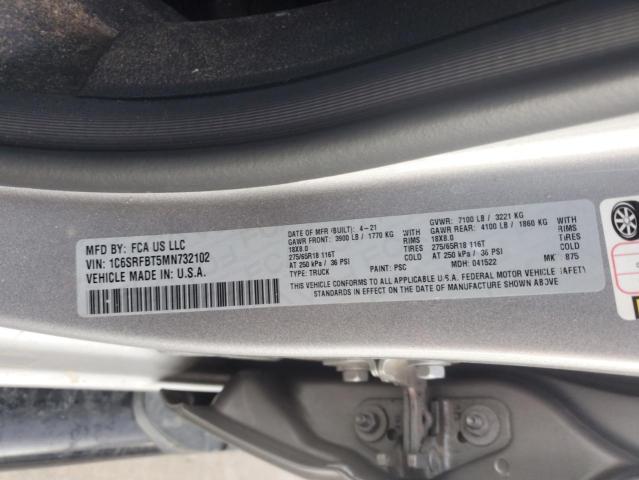 MFD BY: FCA US LLC
VIN: 1C6SRFBT5MN732102
VEHICLE MADE IN U.S.A.
DATE OF MFR (BUILT): 4-21
GAWR FRONT: 3900 LB / 1770 KG WITH
18X8.0 RIMS
275/65R18 116T TIRES
AT 250 kPa / 36 PSI COLD
TYPE: TRUCK PAINT: PSC
GVWR: 7100 LB / 3221 KG
GAWR REAR: 4100 LB / 1860 KG WITH
18X8.0 RIMS
275/65R18 116T TIRES
AT 250 kPa / 36 PSI COLD
MDH: 041522 MK 875
THIS VEHICLE CONFORMS TO ALL APPLICABLE U.S.A. FEDERAL MOTOR VEHICLE SAFETY
STANDARDS IN EFFECT ON THE DATE OF MANUFACTURE SHOWN ABOVE